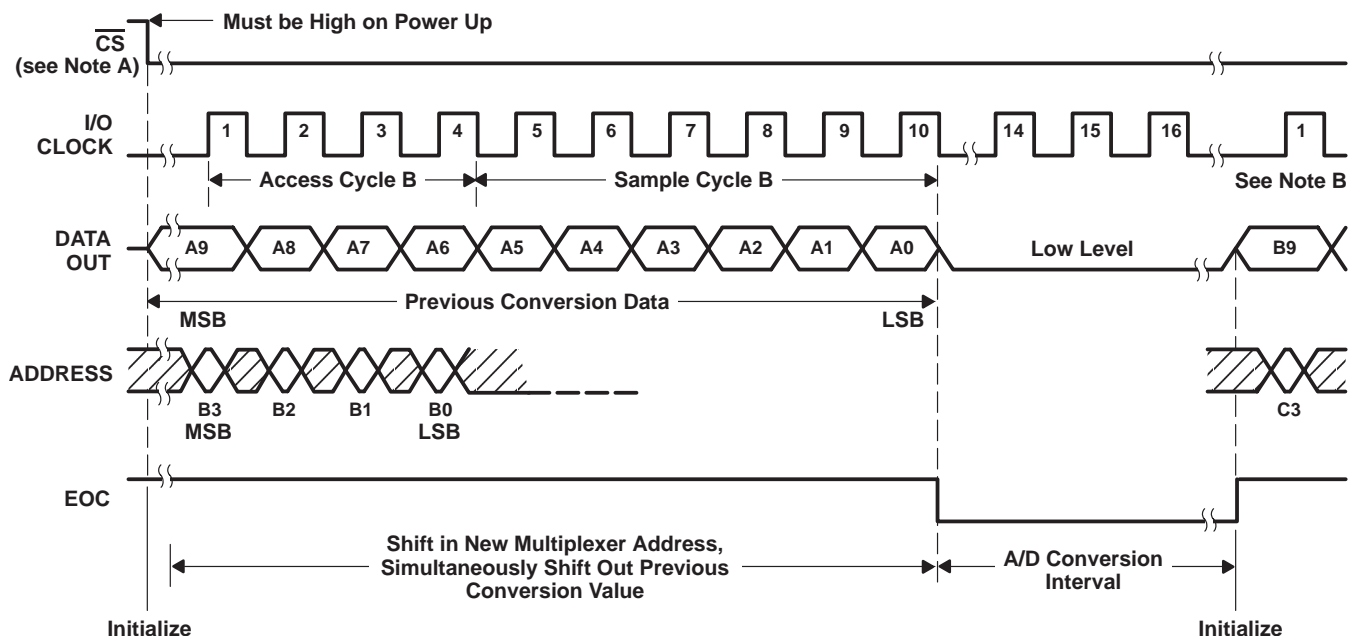 Must be High on Power Up
CS
(see Note A)
I/O
CLOCK
1 2 3 4 5 6 7 8 9 10 14 15 16 1
Access Cycle B
Sample Cycle B
See Note B
DATA
OUT
A9 A8 A7 A6 A5 A4 A3 A2 A1 A0
Low Level
B9
Previous Conversion Data
MSB
LSB
ADDRESS
B3 B2 B1 B0
MSB
LSB
C3
EOC
Shift in New Multiplexer Address,
Simultaneously Shift Out Previous
Conversion Value
A/D Conversion
Interval
Initialize
Initialize